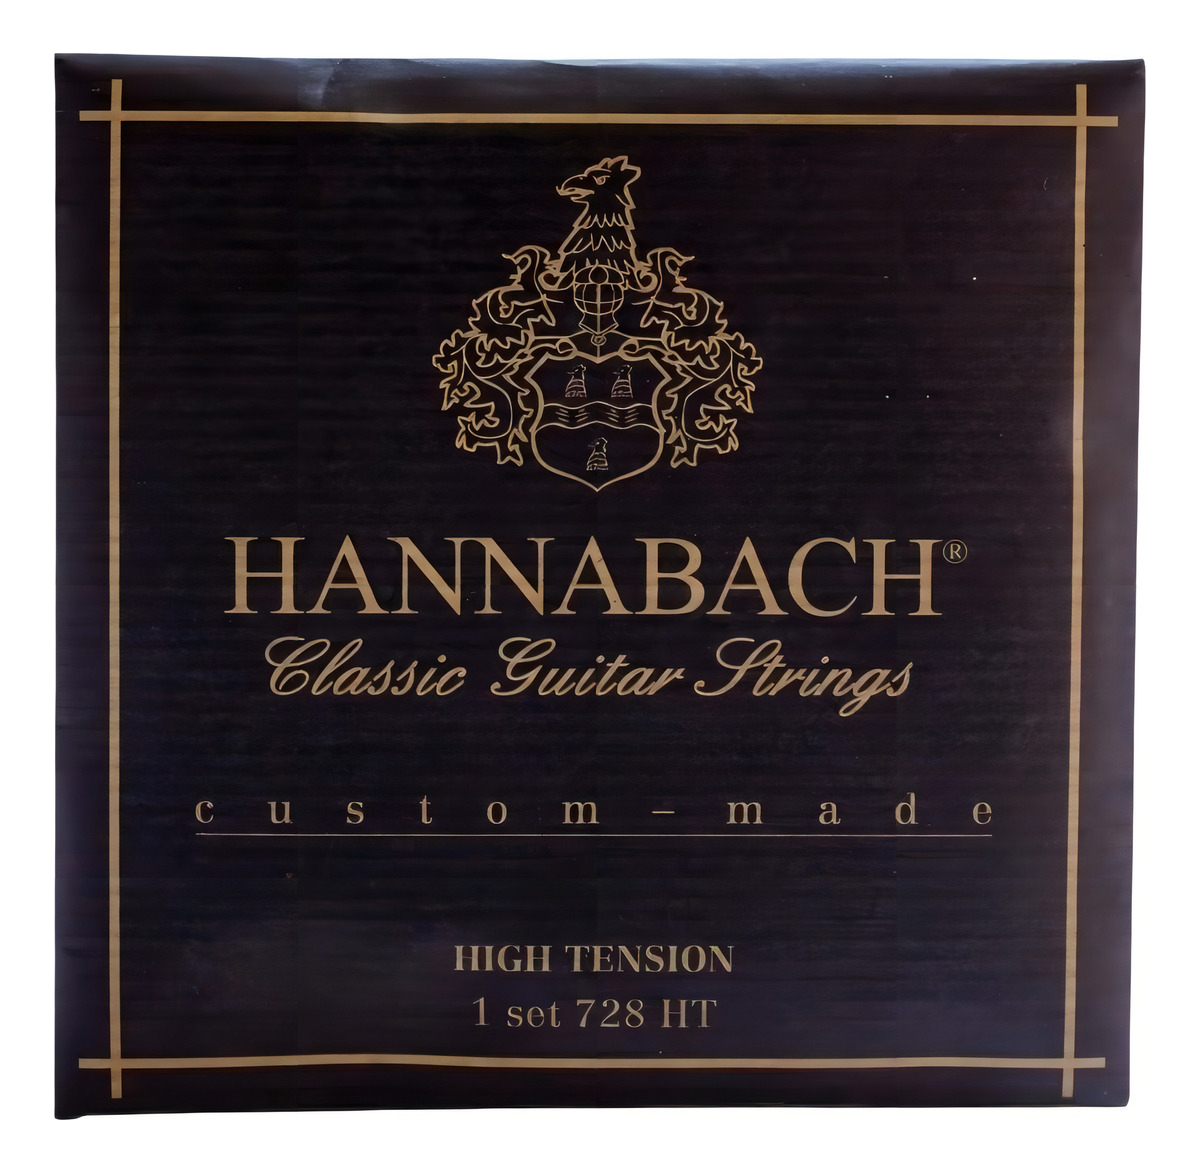 HANNABACH®
Classic Guitar Strings
custom–made
HIGH TENSION
1 set 728 HT